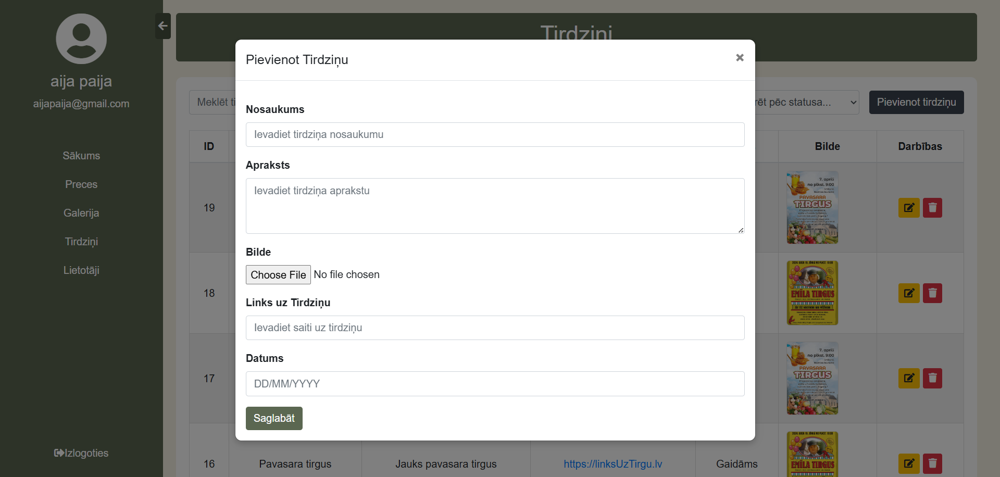 aija paija
aijapaija@gmail.com
Sākums
Preces
Galerija
Tirdziņi
Lietotāji
Izlogoties
Tirdziņi
Meklēt
rēt pēc statusa...
Pievienot tirdziņu
Pievienot Tirdziņu
×
Nosaukums
Ievadiet tirdziņa nosaukumu
Apraksts
Ievadiet tirdziņa aprakstu
Bilde
Choose File No file chosen
Links uz Tirdziņu
Ievadiet saiti uz tirdziņu
Datums
DD/MM/YYYY
Saglabāt
ID Bilde Darbības
19
7. aprīlī
no plkst. 9:00
PAVASARA
TIRGUS
18
EMĪLA TIRGUS
17
7. aprīlī
no plkst. 9:00
PAVASARA
TIRGUS
16 Pavasara tirgus Jauks pavasara tirgus https://linksUzTirgu.lv Gaidāms
EMĪLA TIRGUS